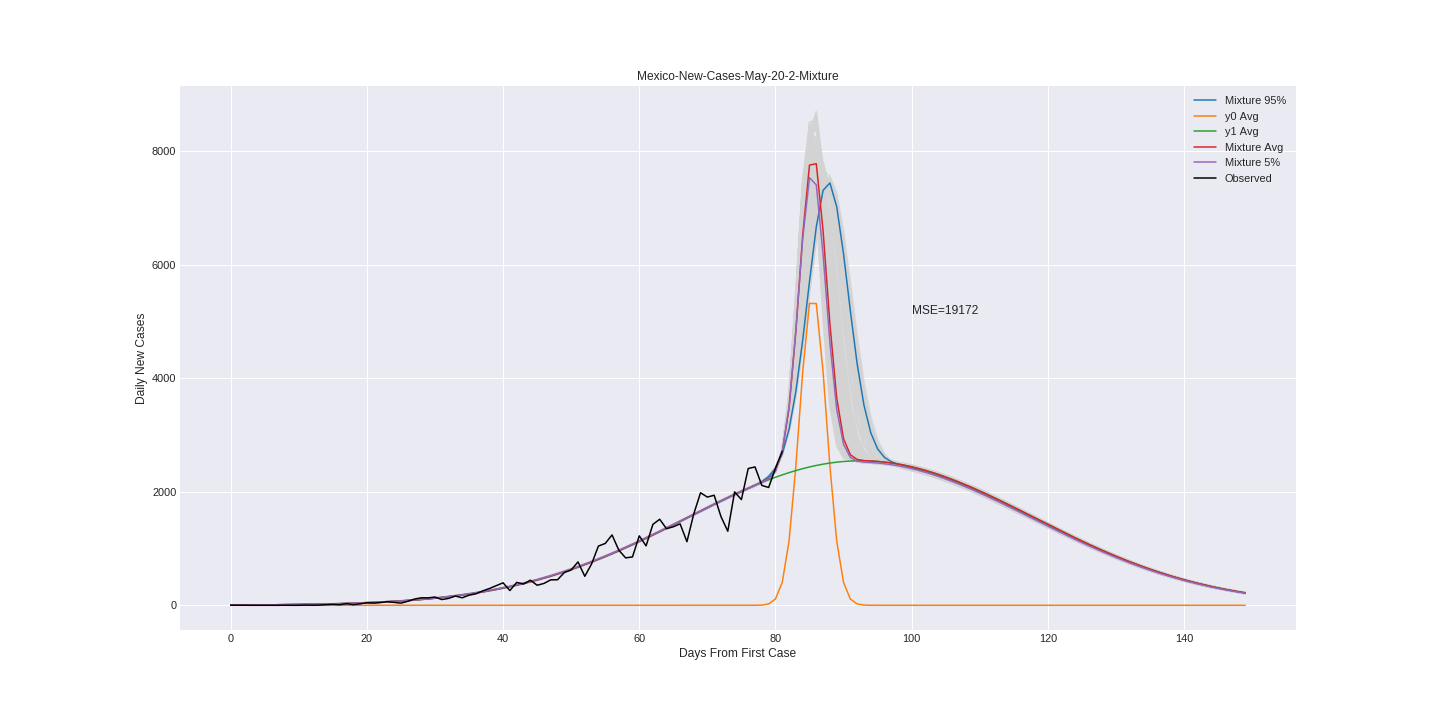 Mexico-New-Cases-May-20-2-Mixture
Mixture 95%
y0 Avg
y1 Avg
Mixture Avg
Mixture 5%
Observed
8000
6000
4000
2000
0
Daily New Cases
MSE=19172
0 20 40 60 80 100 120 140
Days From First Case